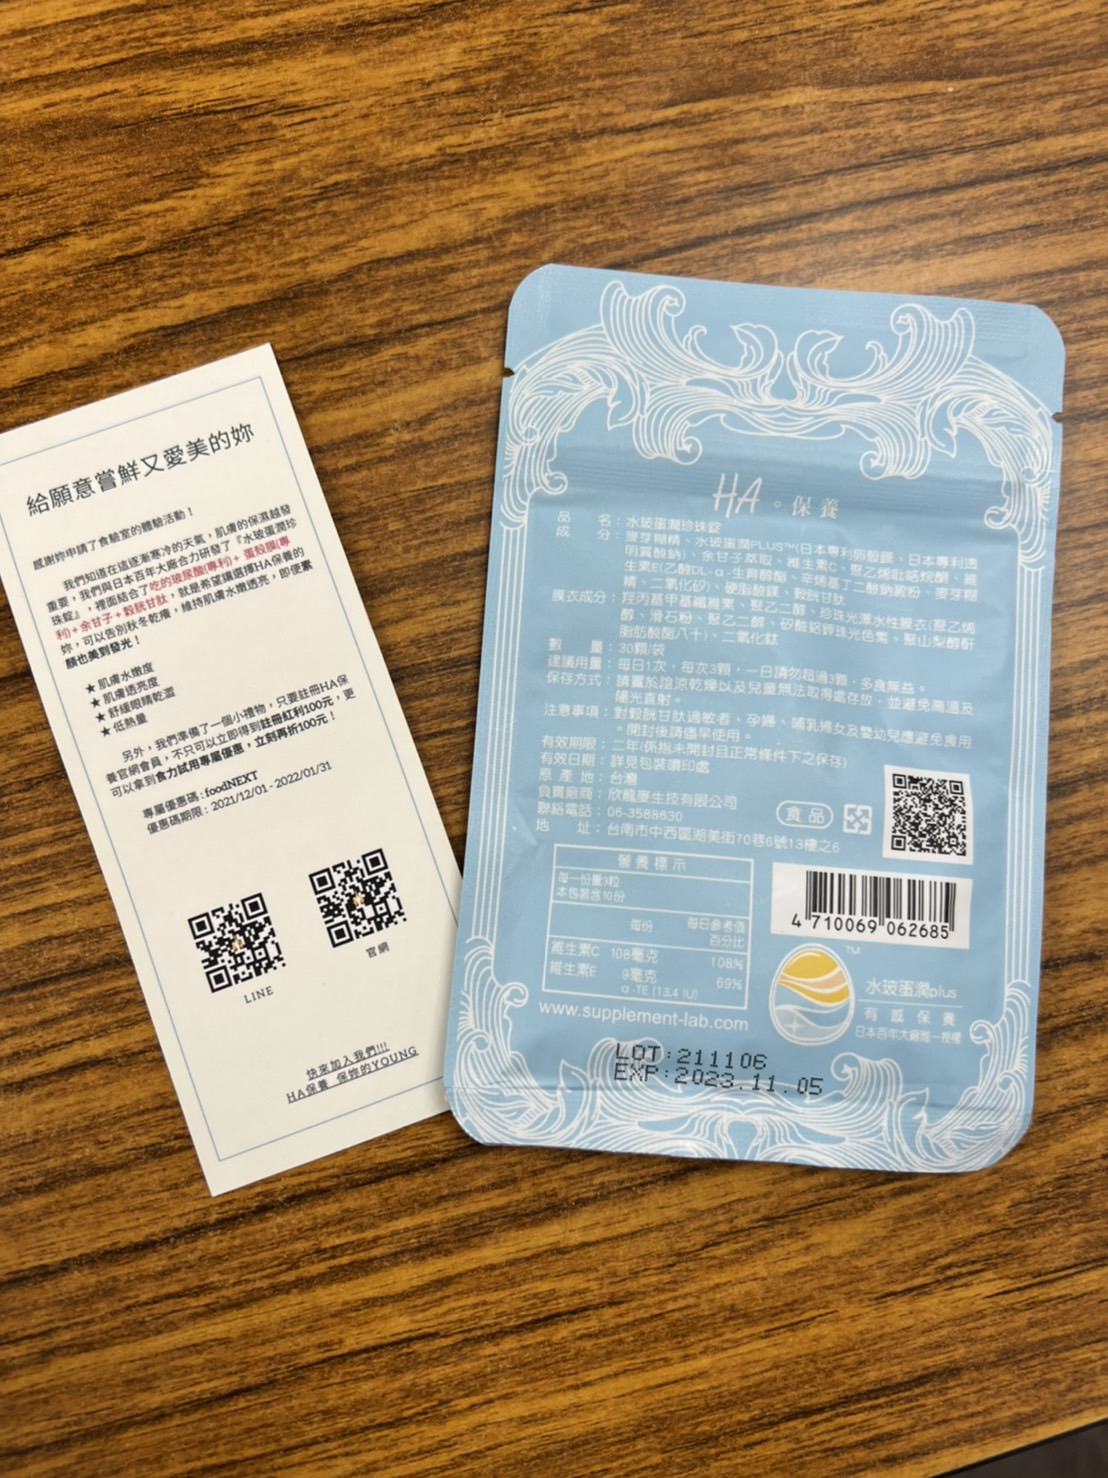 給願意嘗鮮又愛美的妳
感謝妳申請了食驗室的體驗活動！
我們知道在這逐漸寒冷的天氣，肌膚的保濕越發
重要，我們與日本百年大廠合力研發了『水玻蛋潤珍
珠錠』，裡面結合了吃的玻尿酸(專利)+ 蛋殼膜(專
利)+ 余甘子 + 穀胱甘肽，就是希望讓選擇HA保養的
妳，可以告別秋冬乾癢，維持肌膚水嫩透亮，即使素
顏也美到發光！
★ 肌膚水嫩度
★ 肌膚透亮度
★ 舒緩眼睛乾澀
★ 低熱量
另外，我們準備了一個小禮物，只要註冊HA保
養官網會員，不只可以立即得到註冊紅利100元，更
可以拿到食力試用專屬優惠，立刻再折100元！
專屬優惠碼 : foodNEXT
優惠碼期限 : 2021/12/01 - 2022/01/31
LINE
官網
快來加入我們!!!
HA保養 保妳的YOUNG
HA。保養
品　　名：水玻蛋潤珍珠錠
成　　分：麥芽糊精、水玻蛋潤PLUS™(日本專利卵殼膜、日本專利透
明質酸鈉)、余甘子萃取、維生素C、聚乙烯吡咯烷酮、維
生素E(乙酸DL-α-生育醇酯、辛烯基丁二酸鈉澱粉、麥芽糊
精、二氧化矽)、硬脂酸鎂、穀胱甘肽
膜衣成分：羥丙基甲基纖維素、聚乙二醇、珍珠光澤水性膜衣(聚乙烯
醇、滑石粉、聚乙二醇、矽酸鋁鉀珠光色素、聚山梨醇酐
脂肪酸酯八十)、二氧化鈦
數　　量：30顆/袋
建議用量：每日1次，每次3顆，一日請勿超過3顆，多食無益。
保存方式：請置於陰涼乾燥以及兒童無法取得處存放，並避免高溫及
陽光直射。
注意事項：對穀胱甘肽過敏者、孕婦、哺乳婦女及嬰幼兒應避免食用
。開封後請儘早使用。
有效期限：二年(係指未開封且正常條件下之保存)
有效日期：詳見包裝噴印處
原 產 地：台灣
負責廠商：欣龍麥生技有限公司
聯絡電話：06-3588630
地　　址：台南市中西區湖美街70巷6號13樓之6
食品
營養標示
每一份量3粒
本包裝含10份
每份 每日參考值
百分比
維生素C 108毫克 108%
維生素E 9毫克 69%
α-TE (13.4 IU)
www.supplement-lab.com
4 710069 062685
TM
水玻蛋潤plus
有感保養
日本百年大廠唯一授權
LOT:211106
EXP:2023.11.05